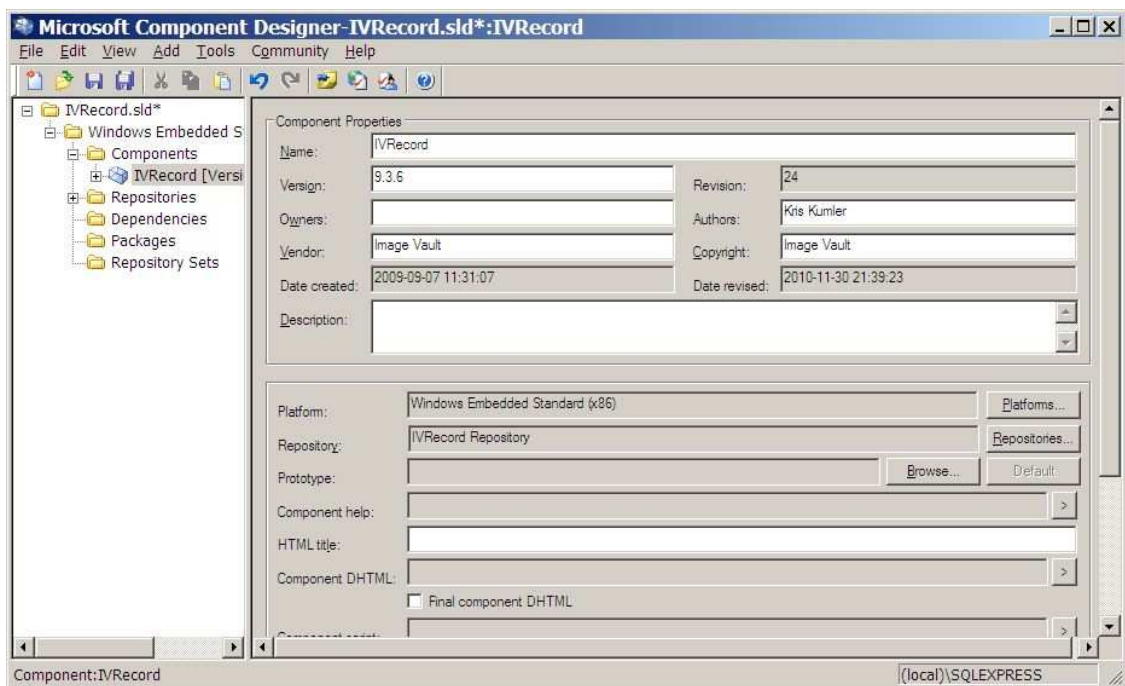 Microsoft Component Designer-IVRecord.sld*:IVRecord
File Edit View Add Tools Community Help
IVRecord.sld*
Windows Embedded S
Components
IVRecord [Versi
Repositories
Dependencies
Packages
Repository Sets
Component Properties
Name: IVRecord
Version: 9.3.6 Revision: 24
Owners: Authors: Kris Kumler
Vendor: Image Vault Copyright: Image Vault
Date created: 2009-09-07 11:31:07 Date revised: 2010-11-30 21:39:23
Description:
Platform: Windows Embedded Standard (x86) Platforms...
Repository: IVRecord Repository Repositories...
Prototype: Browse... Default
Component help: >
HTML title:
Component DHTML: >
Final component DHTML
Component script: >
Component:IVRecord (local)\SQLEXPRESS